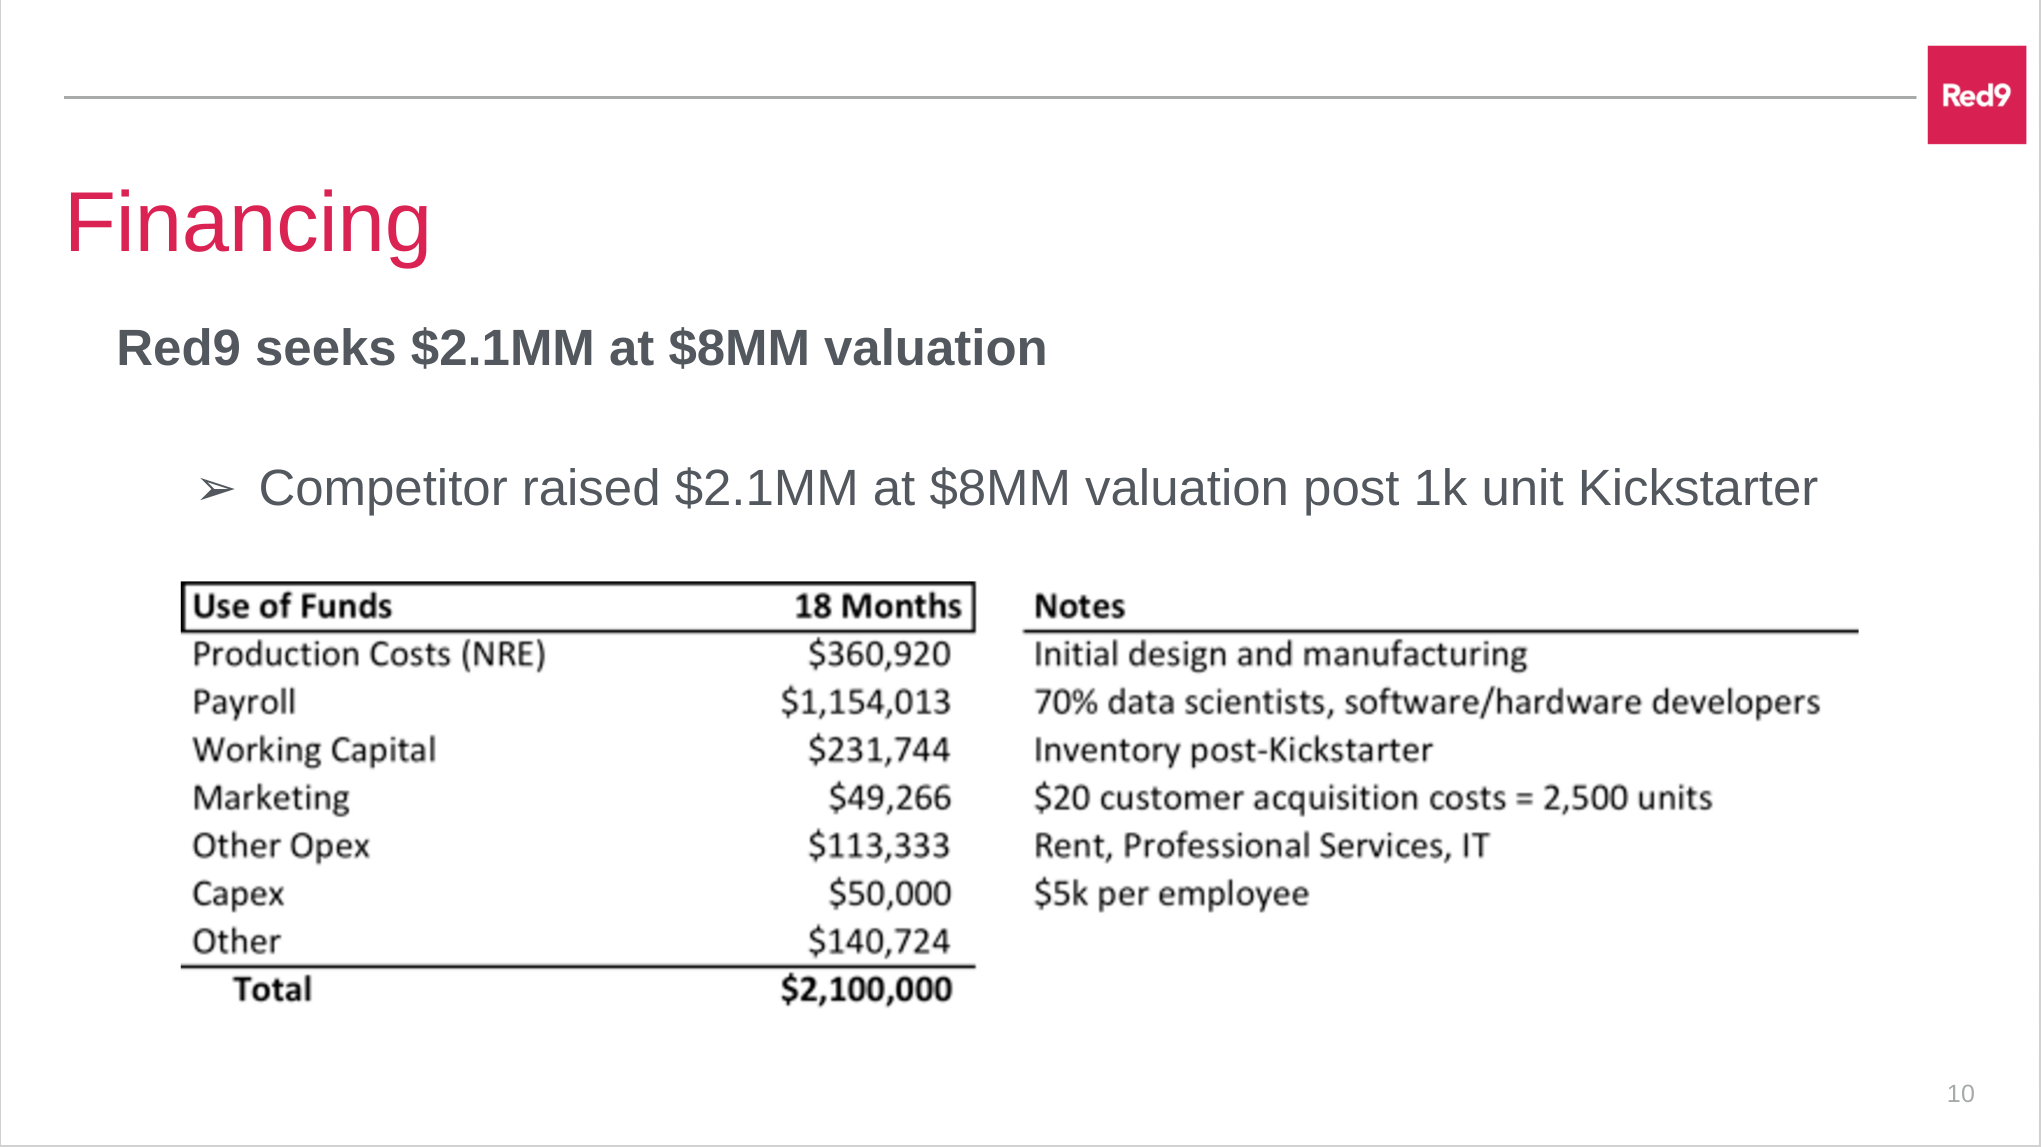 Red9
Financing
Red9 seeks $2.1MM at $8MM valuation
➢ Competitor raised $2.1MM at $8MM valuation post 1k unit Kickstarter
Use of Funds 18 Months Notes
Production Costs (NRE) $360,920 Initial design and manufacturing
Payroll $1,154,013 70% data scientists, software/hardware developers
Working Capital $231,744 Inventory post-Kickstarter
Marketing $49,266 $20 customer acquisition costs = 2,500 units
Other Opex $113,333 Rent, Professional Services, IT
Capex $50,000 $5k per employee
Other $140,724
Total $2,100,000
10